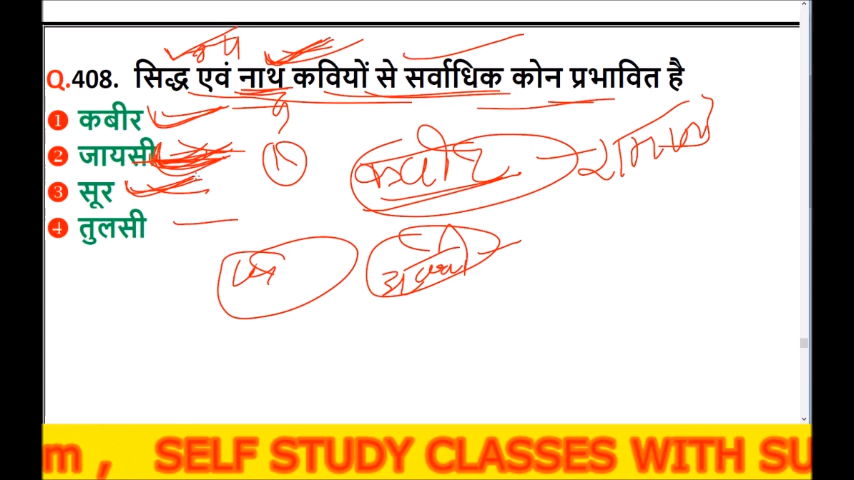 Q.408. सिद्ध एवं नाथ कवियों से सर्वाधिक कोन प्रभावित है
1 कबीर
2 जायसी
3 सूर
4 तुलसी
कबीर
m , SELF STUDY CLASSES WITH SU